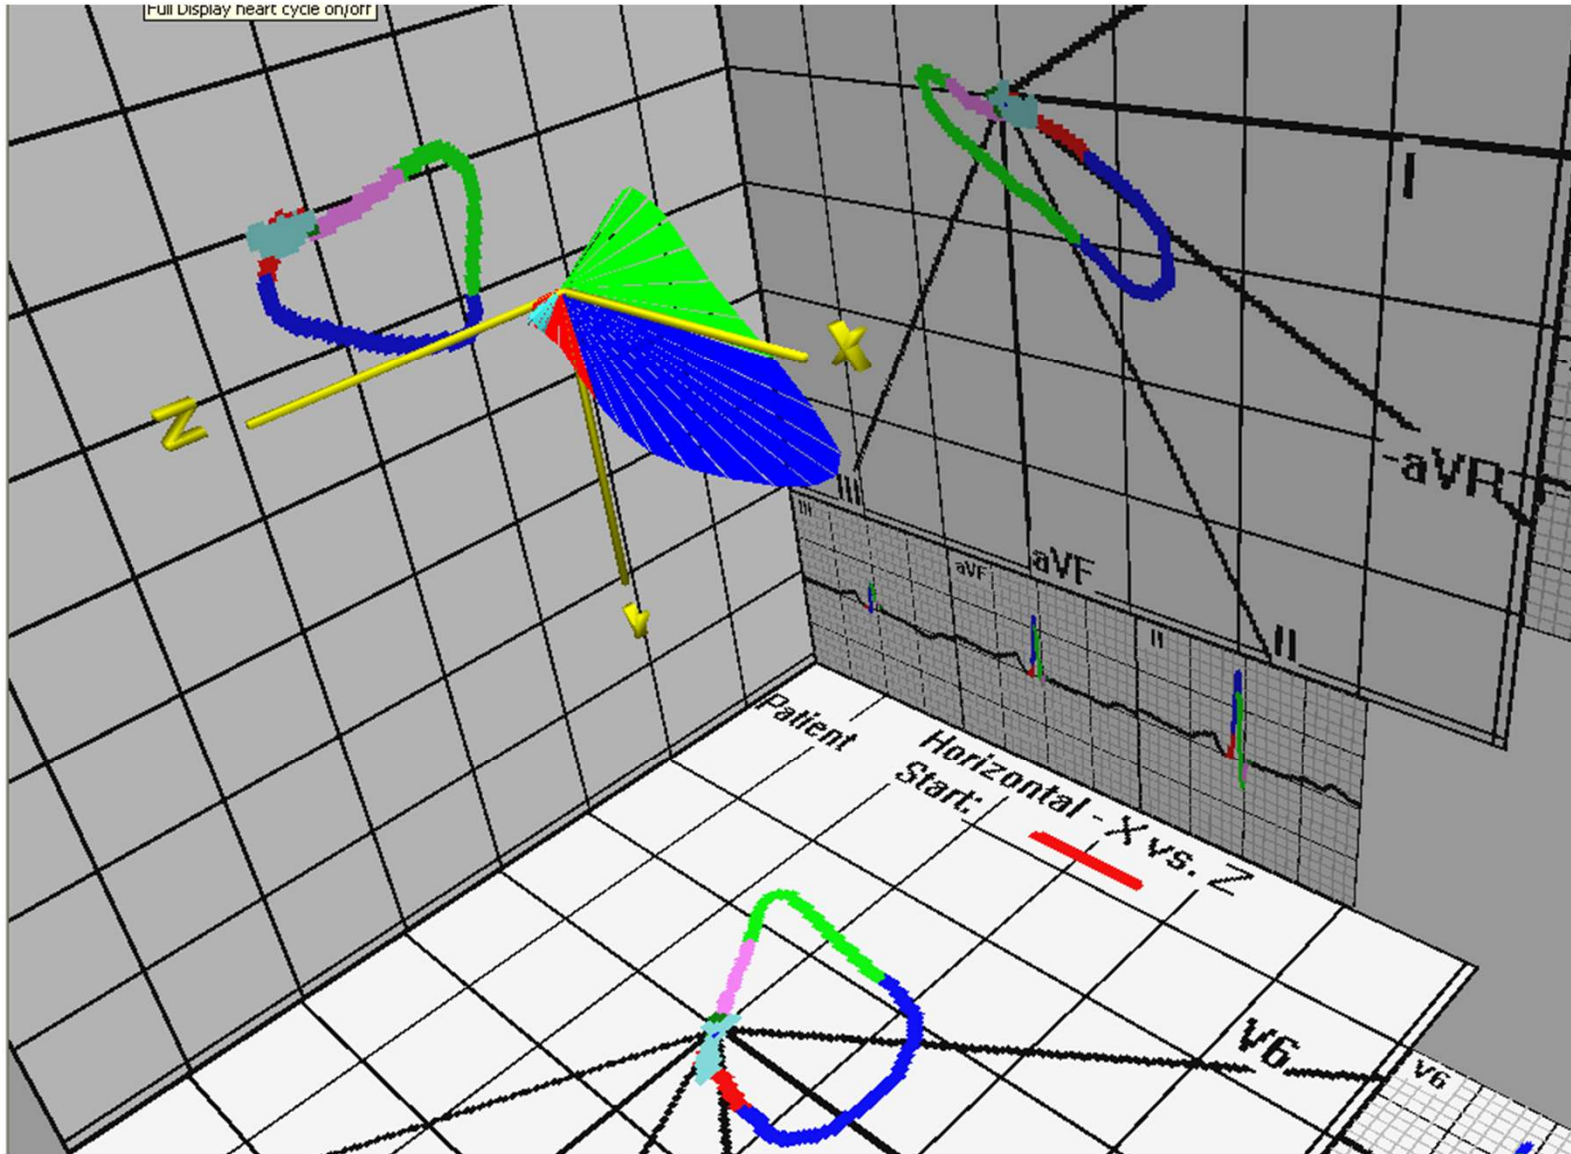 Full Display heart cycle on/off
I
X
Z
-aVR
III
III
aVF
aVF
II
II
Y
Patient
Horizontal - X vs. Z
Start:
V6
V6